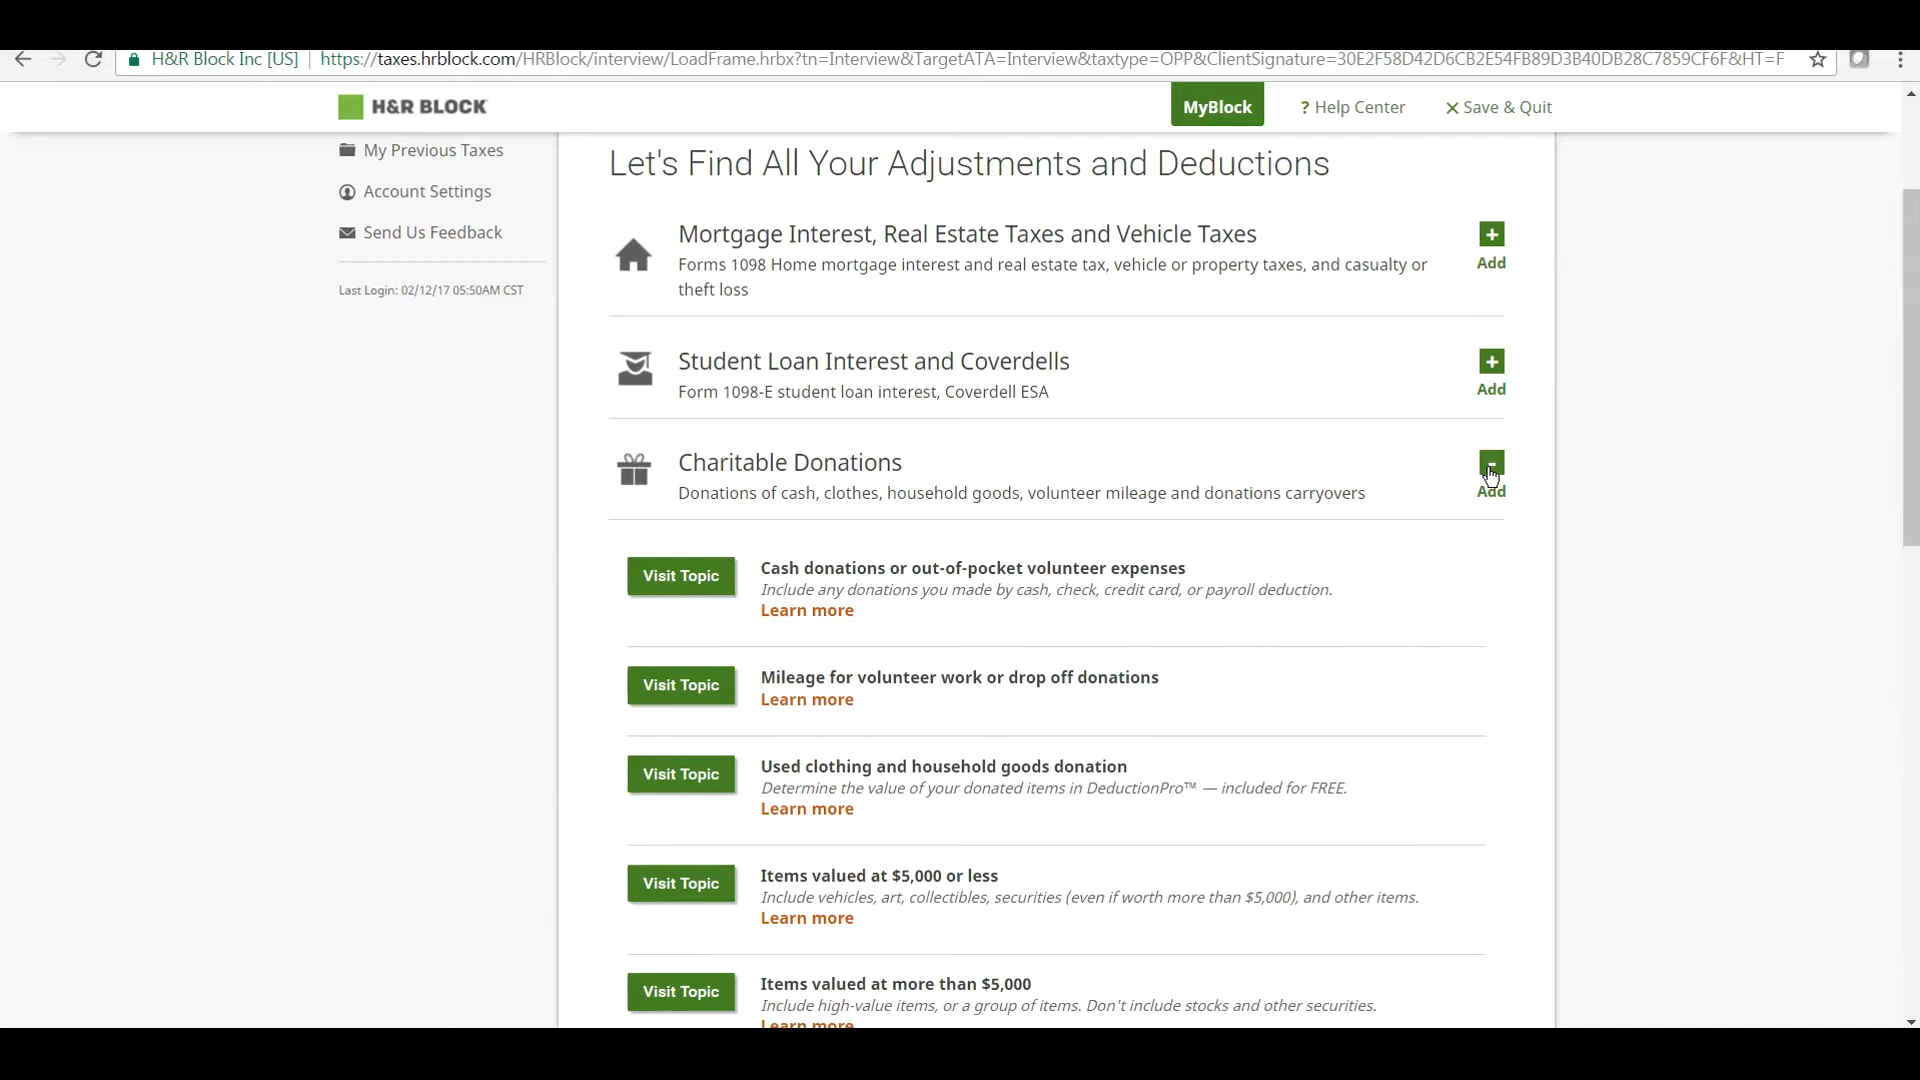 H&R Block Inc [US] https://taxes.hrblock.com/HRBlock/interview/LoadFrame.hrbx?tn=Interview&TargetATA=Interview&taxtype=OPP&ClientSignature=30E2F58D42D6CB2E54FB89D3B40DB28C7859CF6F&HT=F
H&R BLOCK
MyBlock
? Help Center
Save & Quit
My Previous Taxes
Account Settings
Send Us Feedback
Last Login: 02/12/17 05:50AM CST
Let's Find All Your Adjustments and Deductions
Mortgage Interest, Real Estate Taxes and Vehicle Taxes
Forms 1098 Home mortgage interest and real estate tax, vehicle or property taxes, and casualty or
theft loss
+
Add
Student Loan Interest and Coverdells
Form 1098-E student loan interest, Coverdell ESA
+
Add
Charitable Donations
Donations of cash, clothes, household goods, volunteer mileage and donations carryovers
-
Add
Visit Topic
Cash donations or out-of-pocket volunteer expenses
Include any donations you made by cash, check, credit card, or payroll deduction.
Learn more
Visit Topic
Mileage for volunteer work or drop off donations
Learn more
Visit Topic
Used clothing and household goods donation
Determine the value of your donated items in DeductionPro™ — included for FREE.
Learn more
Visit Topic
Items valued at $5,000 or less
Include vehicles, art, collectibles, securities (even if worth more than $5,000), and other items.
Learn more
Visit Topic
Items valued at more than $5,000
Include high-value items, or a group of items. Don't include stocks and other securities.
Learn more